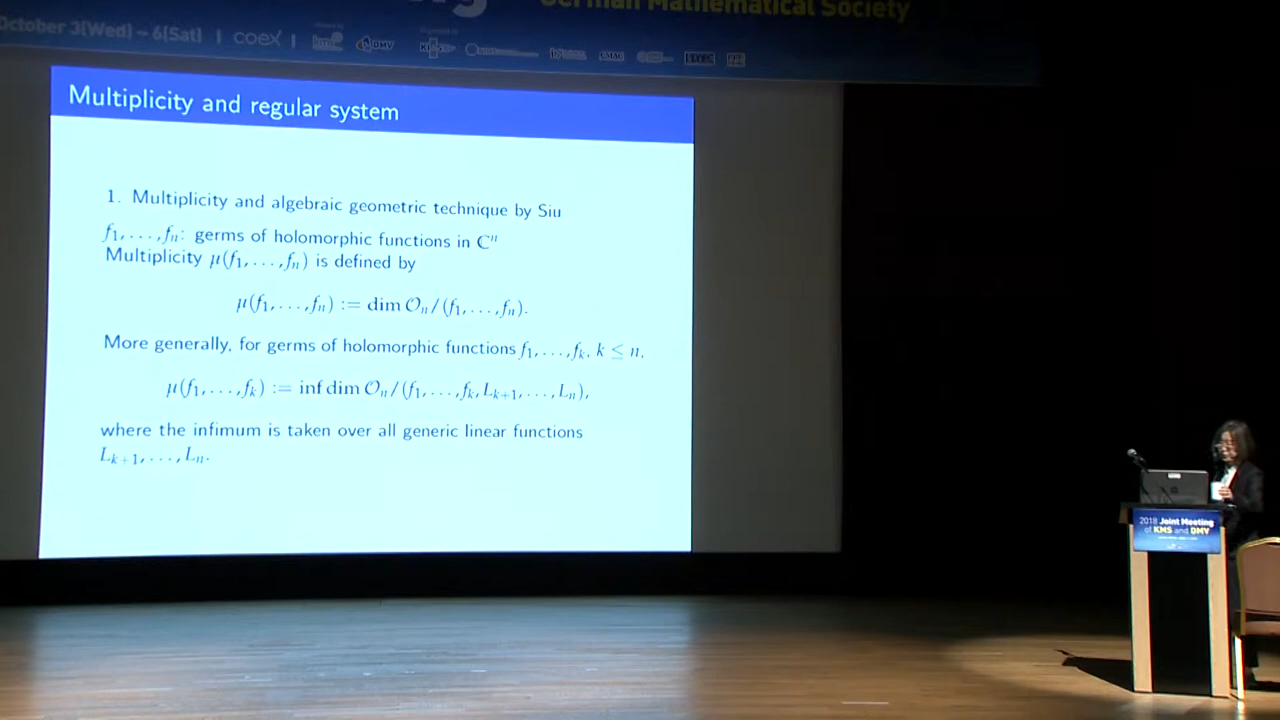 German Mathematical Society
October 3(Wed) – 6(Sat) | coex |
DMV
Multiplicity and regular system
1. Multiplicity and algebraic geometric technique by Siu
f₁, . . . , fₙ: germs of holomorphic functions in ℂⁿ
Multiplicity μ(f₁, . . . , fₙ) is defined by
μ(f₁, . . . , fₙ) := dim 𝒪ₙ/(f₁, . . . , fₙ).
More generally, for germs of holomorphic functions f₁, . . . , fₖ, k ≤ n,
μ(f₁, . . . , fₖ) := inf dim 𝒪ₙ/(f₁, . . . , fₖ, Lₖ₊₁, . . . , Lₙ),
where the infimum is taken over all generic linear functions
Lₖ₊₁, . . . , Lₙ.
2018 Joint Meeting
of KMS and DMV